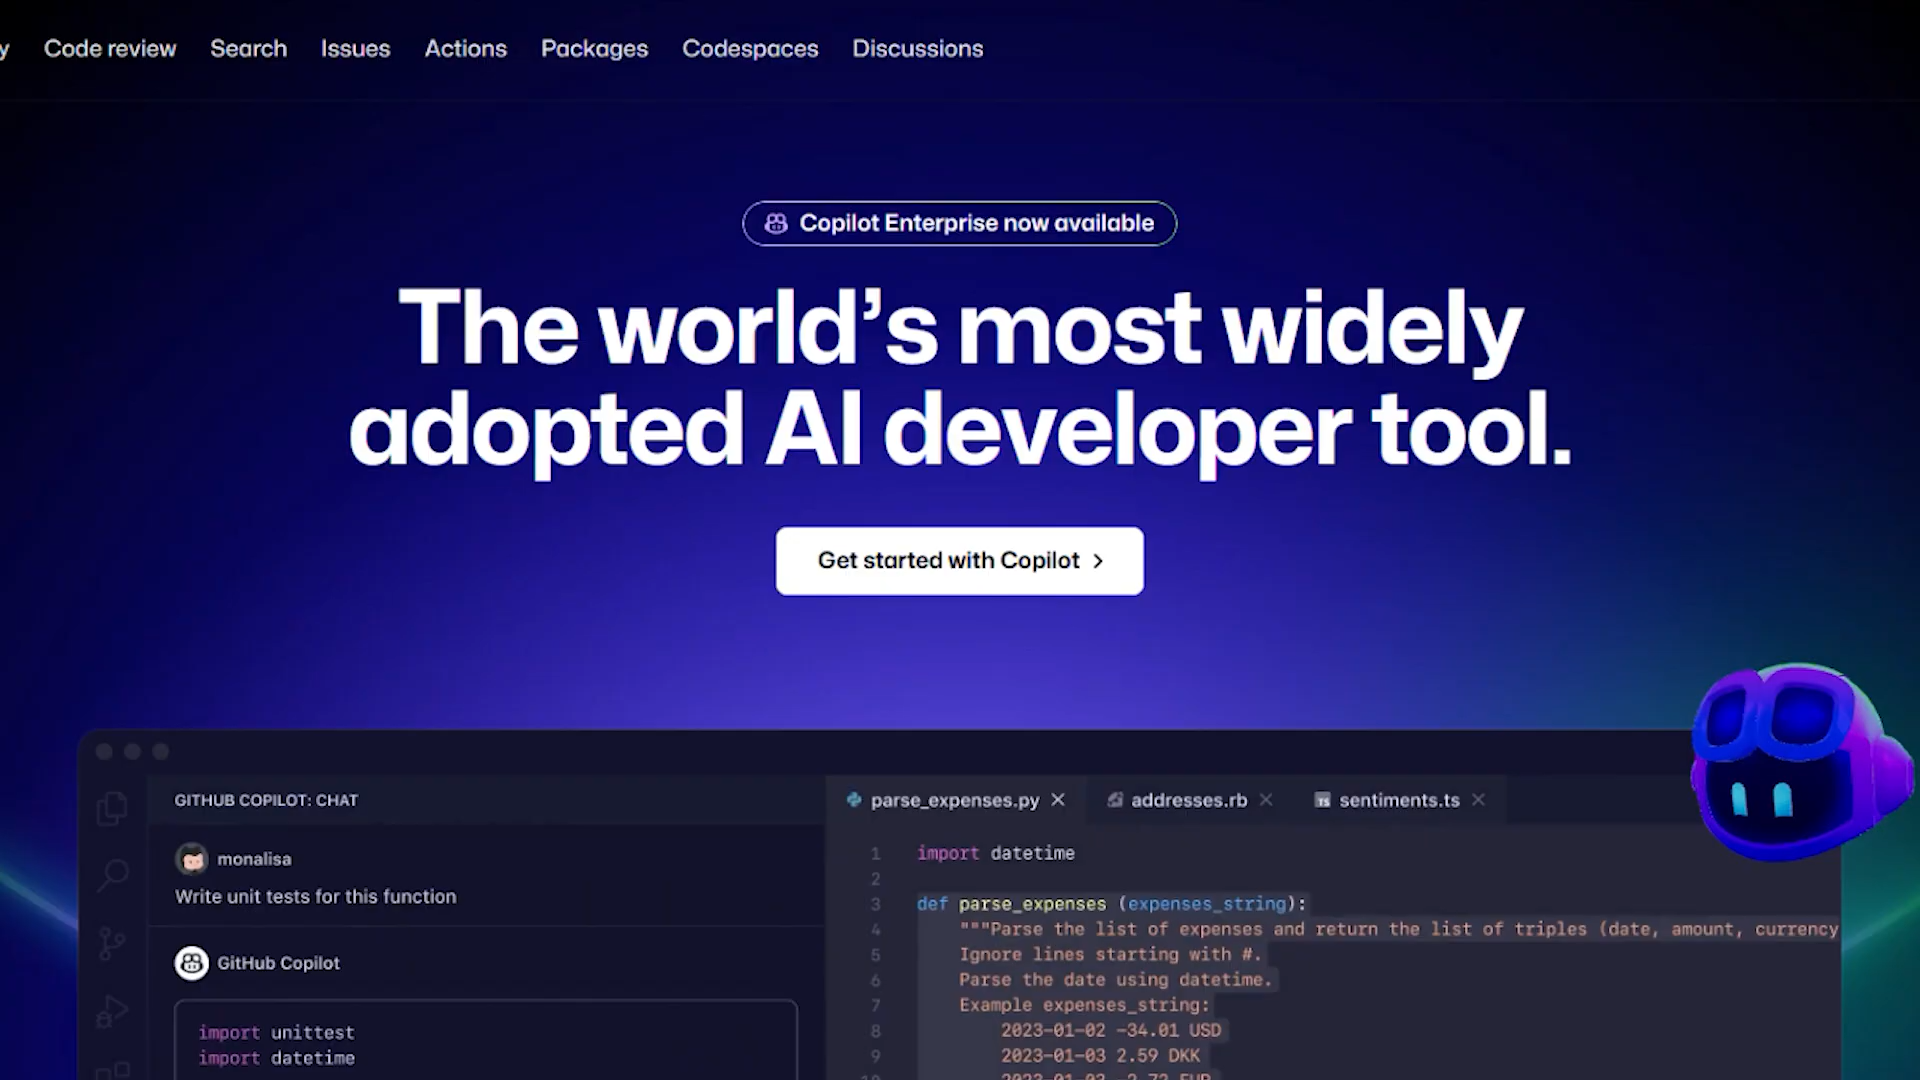 Code review Search Issues Actions Packages Codespaces Discussions
Copilot Enterprise now available
The world’s most widely
adopted AI developer tool.
Get started with Copilot
GITHUB COPILOT: CHAT
monalisa
Write unit tests for this function
GitHub Copilot
import unittest
import datetime
parse_expenses.py addresses.rb TS sentiments.ts
1 import datetime
2
3 def parse_expenses (expenses_string):
4 """Parse the list of expenses and return the list of triples (date, amount, currency
5 Ignore lines starting with #.
6 Parse the date using datetime.
7 Example expenses_string:
8 2023-01-02 -34.01 USD
9 2023-01-03 2.59 DKK